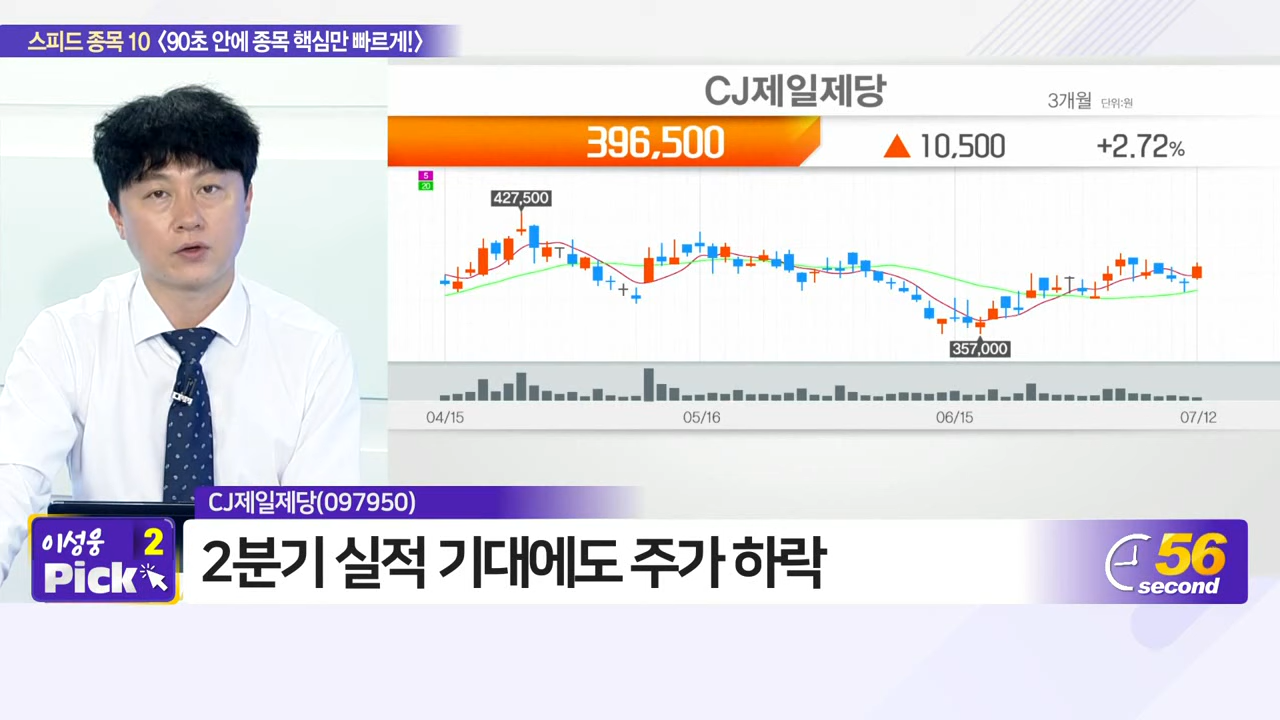 스피드 종목 10 〈90초 안에 종목 핵심만 빠르게!〉
CJ제일제당
3개월 단위:원
396,500 ▲ 10,500 +2.72%
5
20
427,500
357,000
04/15 05/16 06/15 07/12
CJ제일제당(097950)
이성웅 2
Pick
2분기 실적 기대에도 주가 하락
56
second